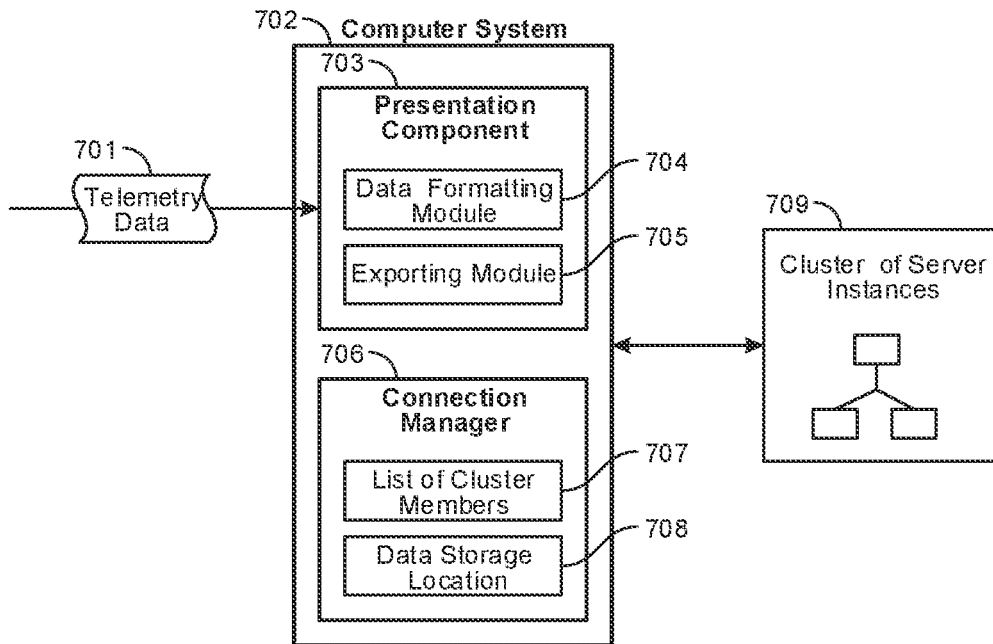 702
Computer System
703
Presentation
Component
701
Telemetry
Data
Data Formatting
Module
704
Exporting Module
705
706
Connection
Manager
List of Cluster
Members
707
Data Storage
Location
708
709
Cluster of Server
Instances